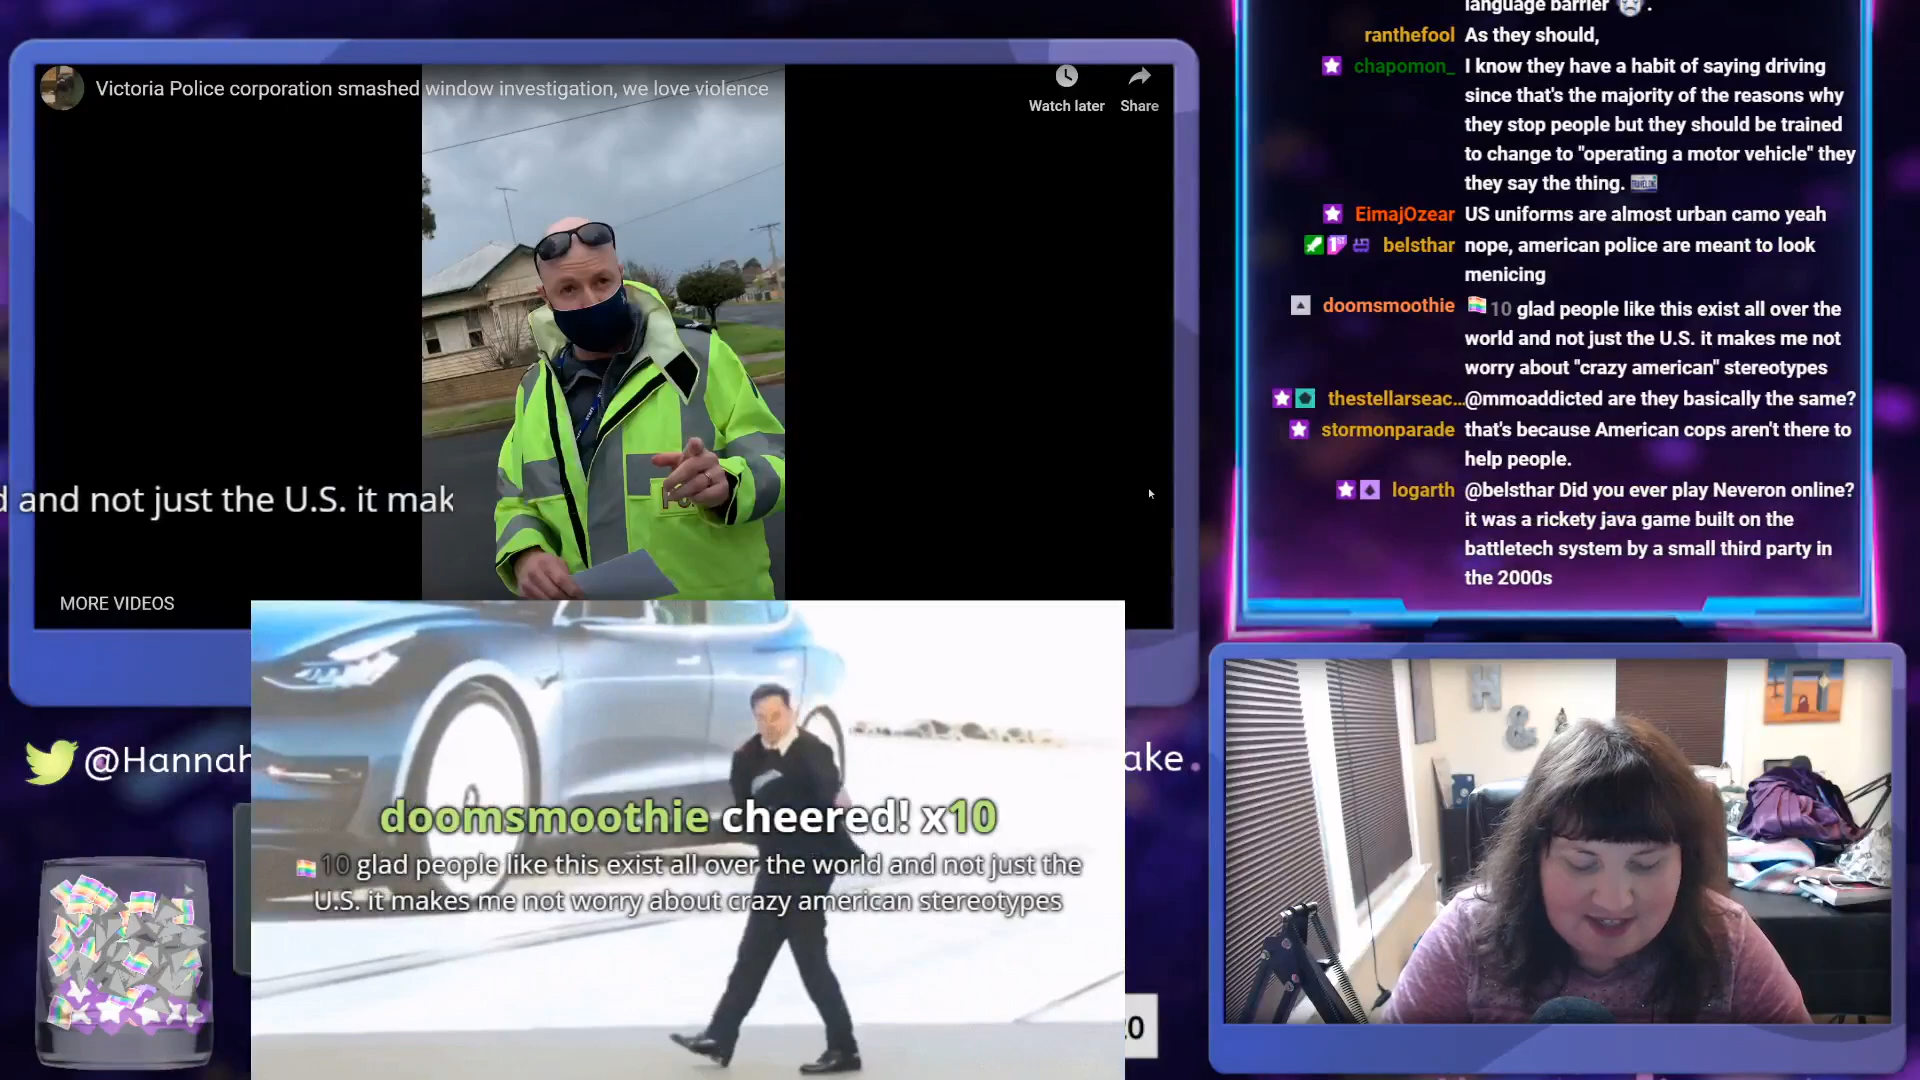 Victoria Police corporation smashed window investigation, we love violence
Watch later
Share
d and not just the U.S. it mak
MORE VIDEOS
language barrier
ranthefool As they should,
chapomon_ I know they have a habit of saying driving
since that's the majority of the reasons why
they stop people but they should be trained
to change to "operating a motor vehicle" they
they say the thing.
EimajOzear US uniforms are almost urban camo yeah
belsthar nope, american police are meant to look
menicing
doomsmoothie 10 glad people like this exist all over the
world and not just the U.S. it makes me not
worry about "crazy american" stereotypes
thestellarseac... @mmoaddicted are they basically the same?
stormonparade that's because American cops aren't there to
help people.
logarth @belsthar Did you ever play Neveron online?
it was a rickety java game built on the
battletech system by a small third party in
the 2000s
@Hannah
ake
doomsmoothie cheered! x10
10 glad people like this exist all over the world and not just the
U.S. it makes me not worry about crazy american stereotypes
20
H
&